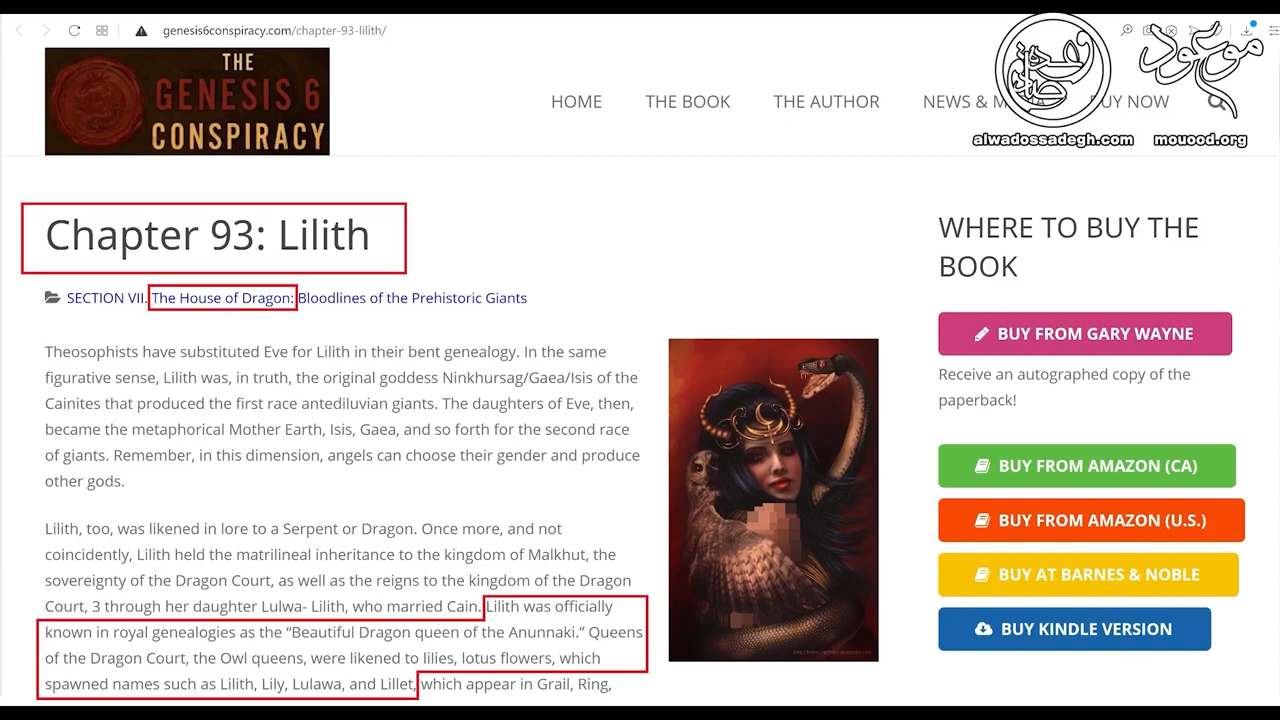 genesis6conspiracy.com/chapter-93-lilith/
موعود
alwadossadegh.com
mouood.org
THE
GENESIS 6
CONSPIRACY
HOME THE BOOK THE AUTHOR NEWS & BUY NOW
Chapter 93: Lilith
SECTION VII. The House of Dragon: Bloodlines of the Prehistoric Giants
Theosophists have substituted Eve for Lilith in their bent genealogy. In the same
figurative sense, Lilith was, in truth, the original goddess Ninkhursag/Gaea/Isis of the
Cainites that produced the first race antediluvian giants. The daughters of Eve, then,
became the metaphorical Mother Earth, Isis, Gaea, and so forth for the second race
of giants. Remember, in this dimension, angels can choose their gender and produce
other gods.
Lilith, too, was likened in lore to a Serpent or Dragon. Once more, and not
coincidently, Lilith held the matrilineal inheritance to the kingdom of Malkhut, the
sovereignty of the Dragon Court, as well as the reigns to the kingdom of the Dragon
Court, 3 through her daughter Lulwa- Lilith, who married Cain. Lilith was officially
known in royal genealogies as the “Beautiful Dragon queen of the Anunnaki.” Queens
of the Dragon Court, the Owl queens, were likened to lilies, lotus flowers, which
spawned names such as Lilith, Lily, Lulawa, and Lillet, which appear in Grail, Ring,
WHERE TO BUY THE
BOOK
BUY FROM GARY WAYNE
Receive an autographed copy of the
paperback!
BUY FROM AMAZON (CA)
BUY FROM AMAZON (U.S.)
BUY AT BARNES & NOBLE
BUY KINDLE VERSION